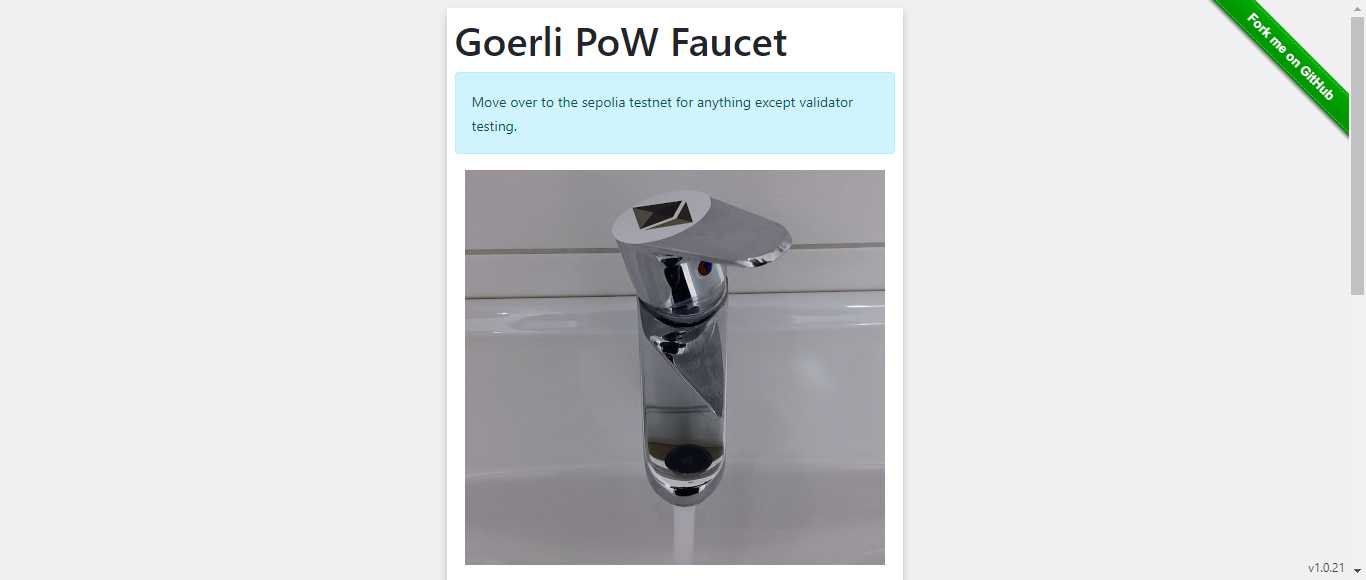 Goerli PoW Faucet
Fork me on GitHub
Move over to the sepolia testnet for anything except validator
testing.
v1.0.21